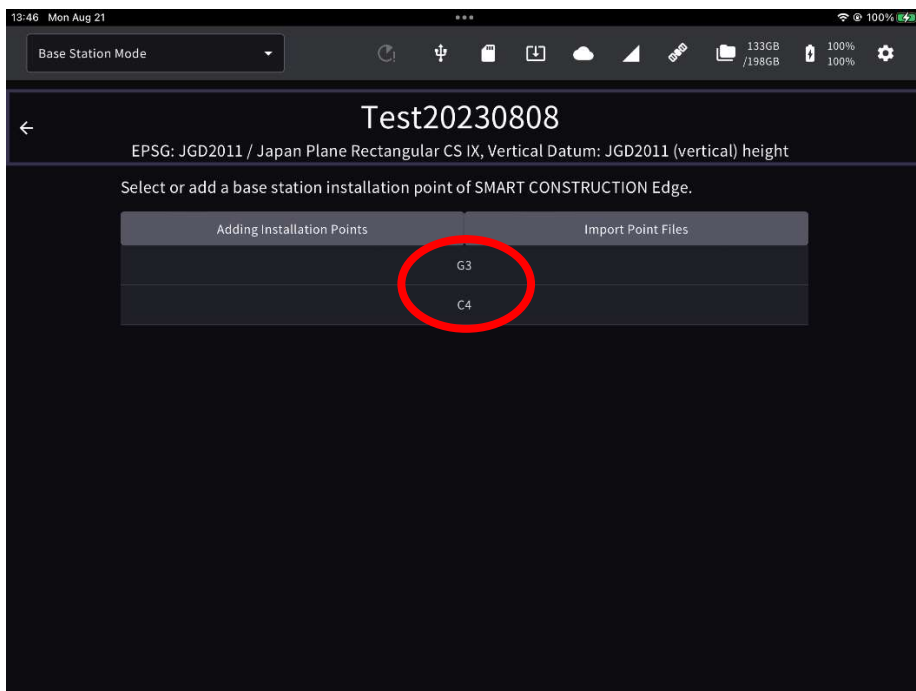 13:46 Mon Aug 21
100%
Base Station Mode
133GB
/198GB
100%
100%
Test20230808
EPSG: JGD2011 / Japan Plane Rectangular CS IX, Vertical Datum: JGD2011 (vertical) height
Select or add a base station installation point of SMART CONSTRUCTION Edge.
Adding Installation Points
Import Point Files
G3
C4